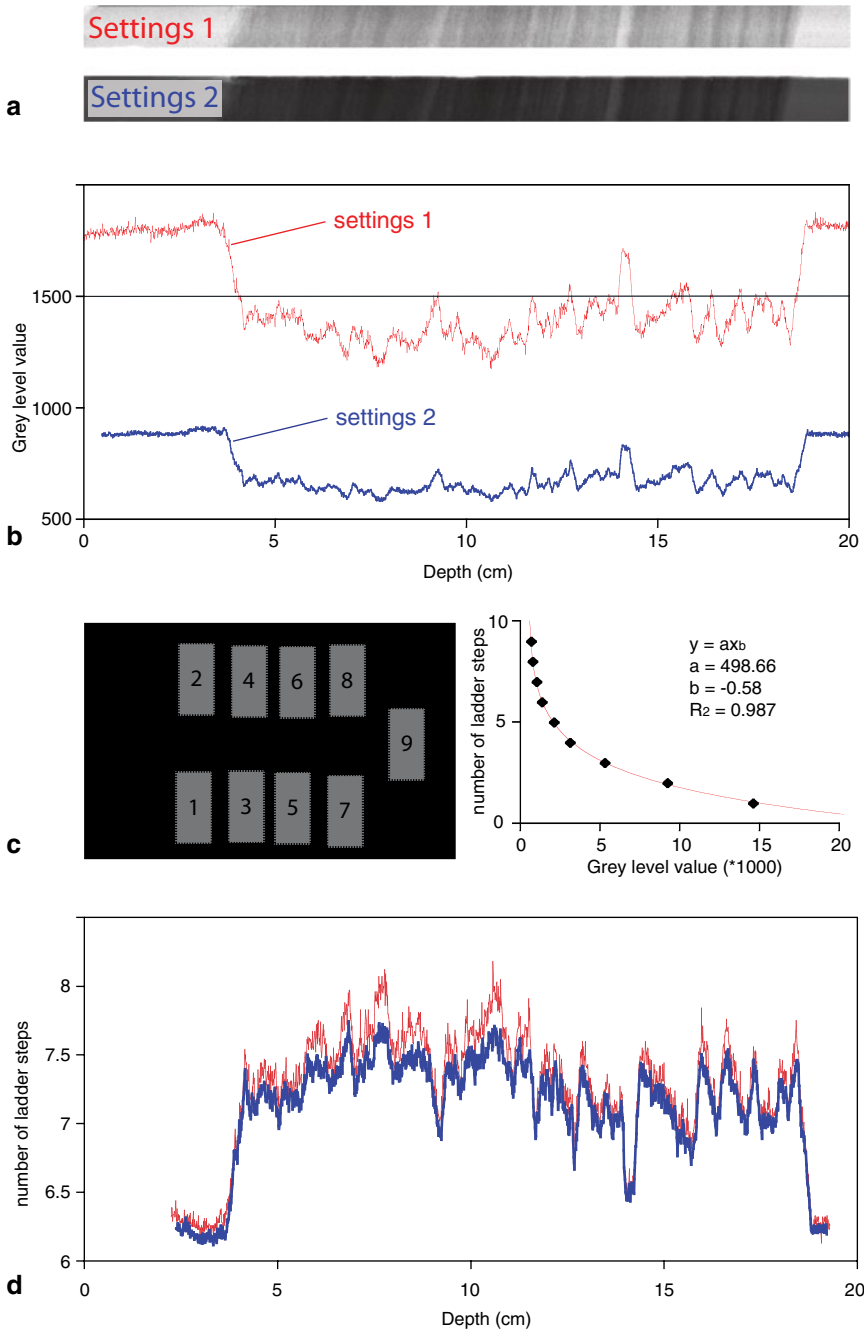 Settings 1
Settings 2
a
settings 1
settings 2
1500
1000
500
Grey level value
0 5 10 15 20
Depth (cm)
b
2 4 6 8
9
1 3 5 7
c
10
5
0
number of ladder steps
y = axb
a = 498.66
b = -0.58
R2 = 0.987
0 5 10 15 20
Grey level value (*1000)
8
7.5
7
6.5
6
number of ladder steps
0 5 10 15 20
Depth (cm)
d